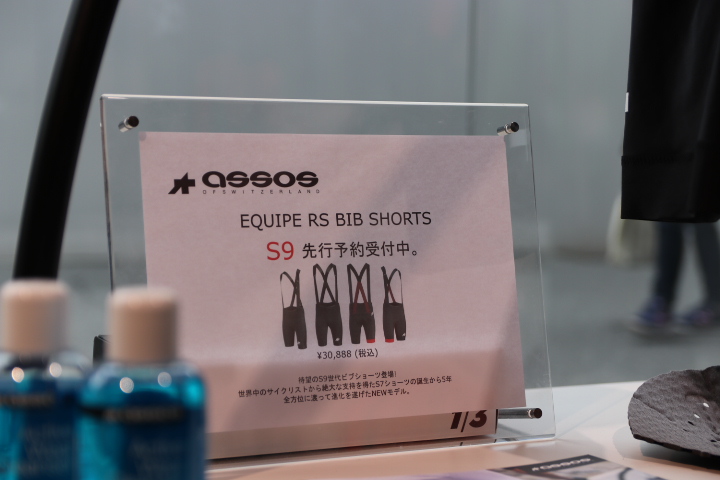 assos
OF SWITZERLAND
EQUIPE RS BIB SHORTS
S9 先行予約受付中。
¥30,888 (税込)
待望のS9世代ビブショーツ登場!
世界中のサイクリストから絶大な支持を得たS7ショーツの誕生から5年
全方位に渡って進化を遂げたNEWモデル。
1/3
assos